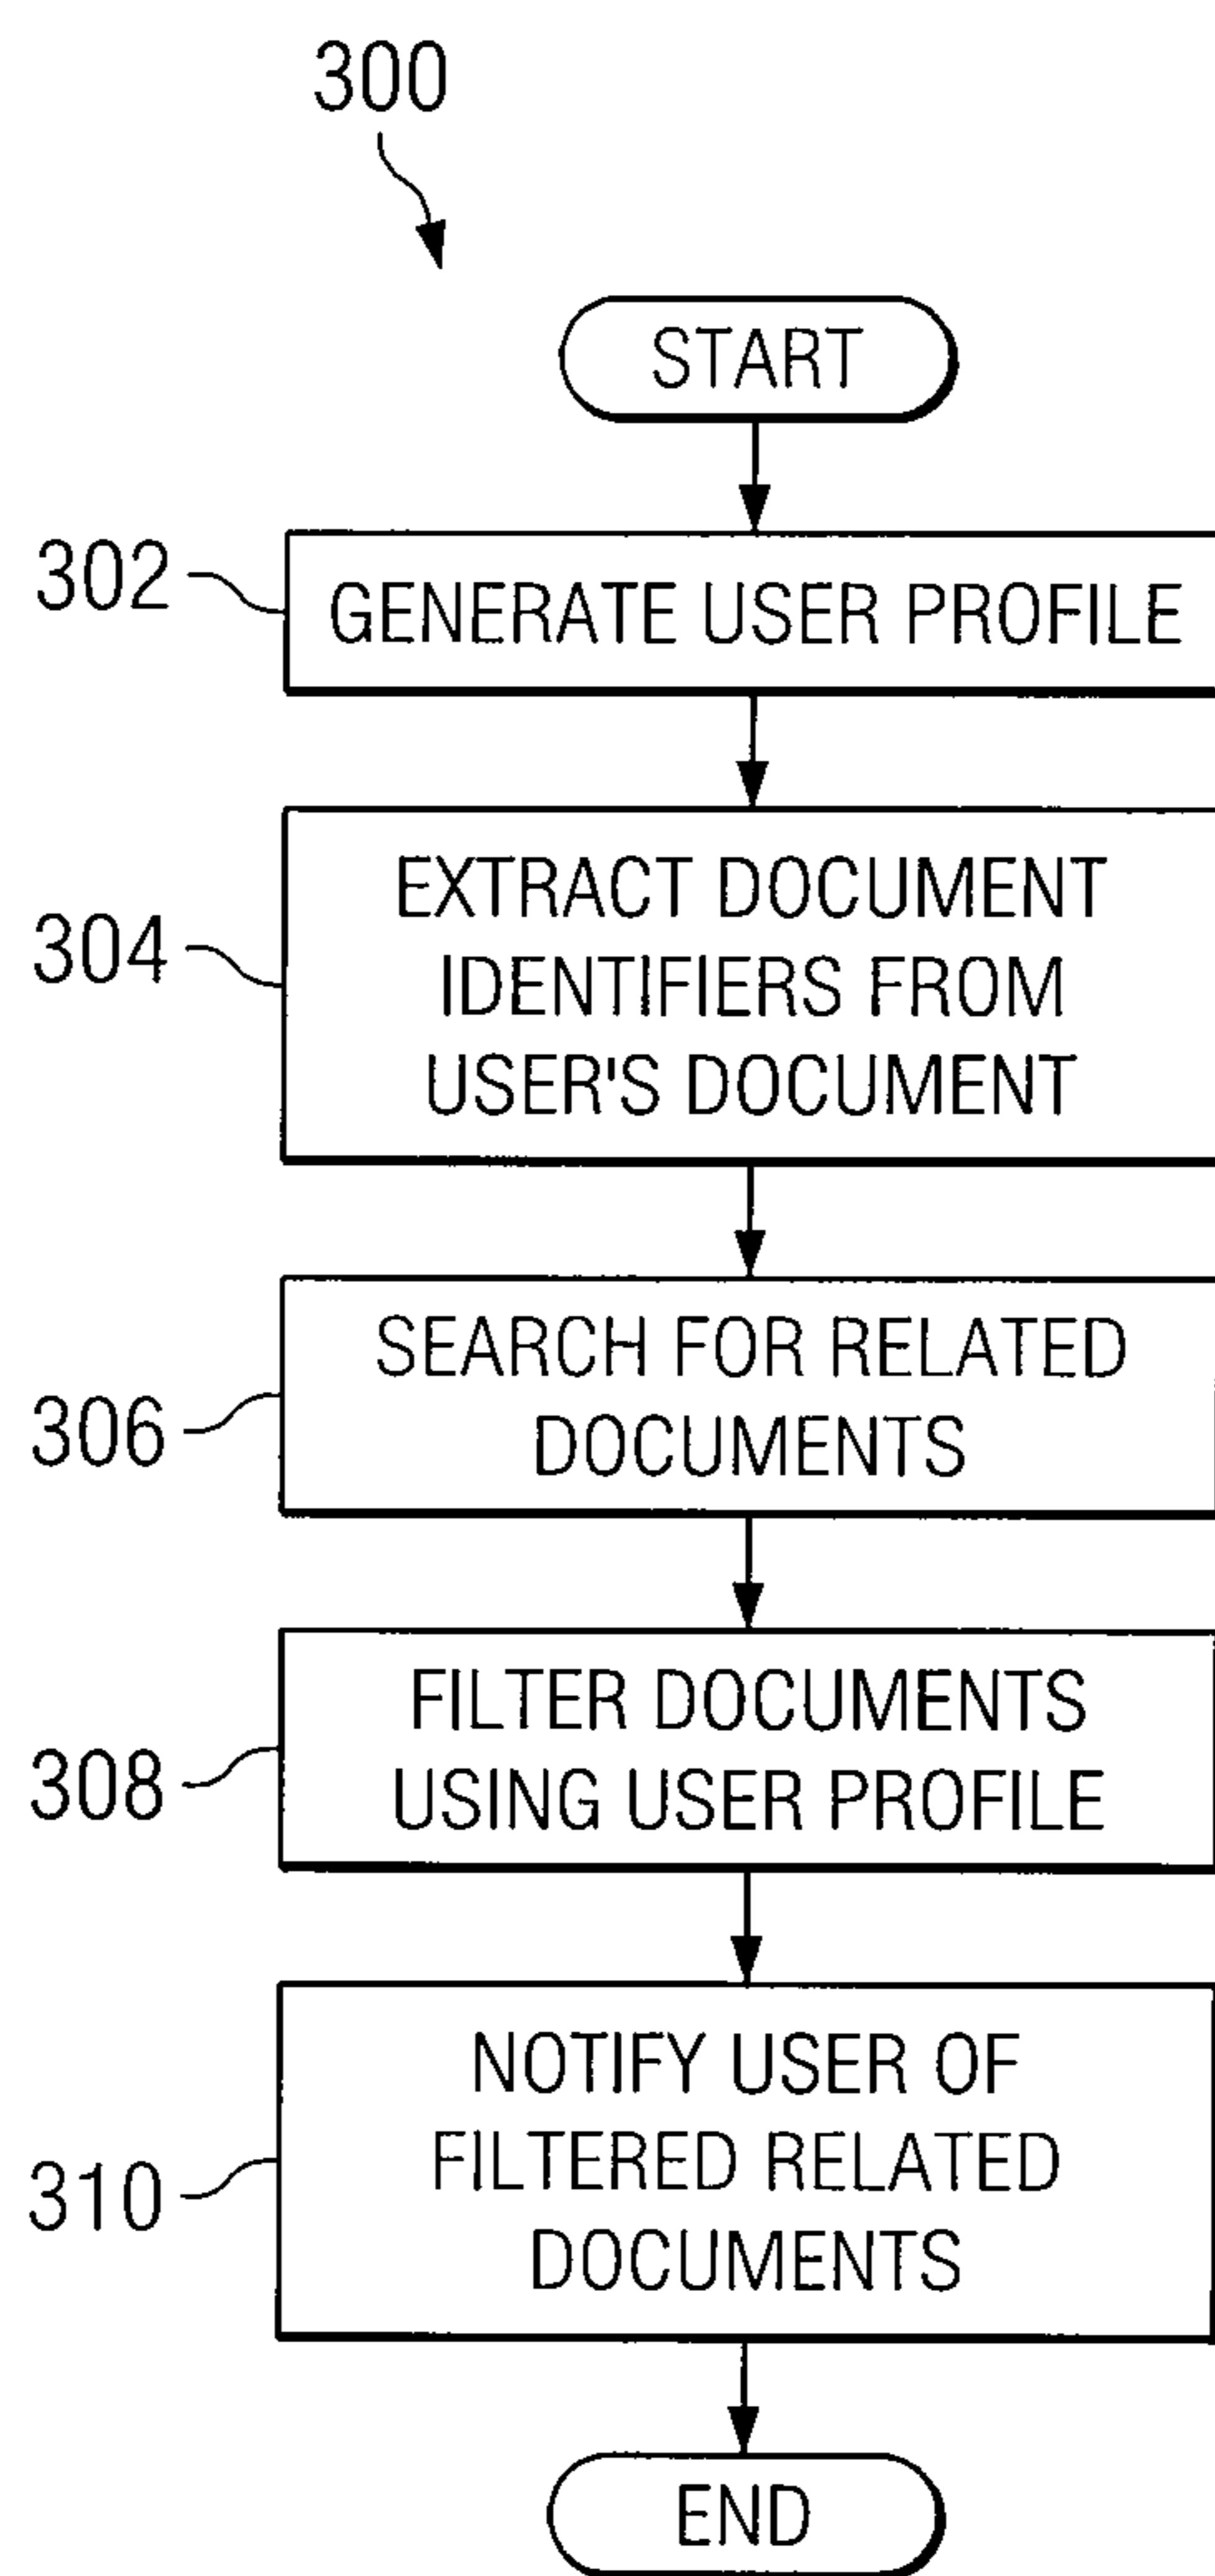 300
START
302
GENERATE USER PROFILE
304
EXTRACT DOCUMENT
IDENTIFIERS FROM
USER'S DOCUMENT
306
SEARCH FOR RELATED
DOCUMENTS
308
FILTER DOCUMENTS
USING USER PROFILE
310
NOTIFY USER OF
FILTERED RELATED
DOCUMENTS
END